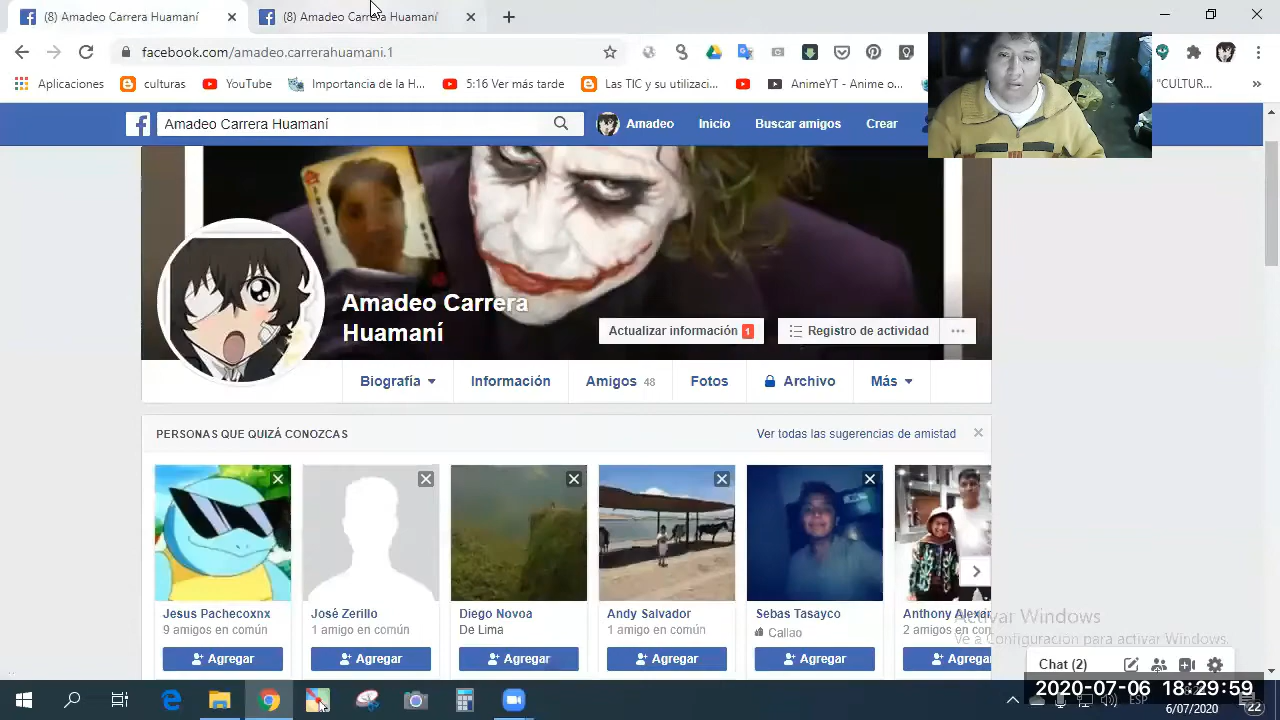 (8) Amadeo Carrera Huamaní
(8) Amadeo Carrera Huamaní
facebook.com/amadeo.carrerahuamani.1
Aplicaciones
culturas
YouTube
Importancia de la H...
5:16 Ver más tarde
Las TIC y su utilizaci...
AnimeYT - Anime o...
"CULTUR...
Amadeo Carrera Huamaní
Amadeo
Inicio
Buscar amigos
Crear
Amadeo Carrera
Huamaní
Actualizar información 1
Registro de actividad
Biografía
Información
Amigos 48
Fotos
Archivo
Más
PERSONAS QUE QUIZÁ CONOZCAS
Ver todas las sugerencias de amistad
Jesus Pachecoxnx
9 amigos en común
Agregar
José Zerillo
1 amigo en común
Agregar
Diego Novoa
De Lima
Agregar
Andy Salvador
1 amigo en común
Agregar
Sebas Tasayco
Callao
Agregar
Anthony
2 amigos en
Activar Windows
Ve a Configuración para activar Windows.
Chat (2)
2020-07-06 18:29:59
ESP
6/07/2020
22